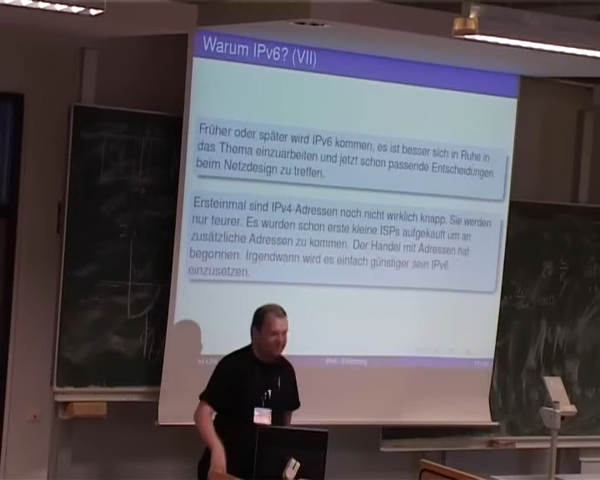 Warum IPv6? (VII)
Früher oder später wird IPv6 kommen, es ist besser sich in Ruhe in
das Thema einzuarbeiten und jetzt schon passende Entscheidungen
beim Netzdesign zu treffen.
Ersteinmal sind IPv4-Adressen noch nicht wirklich knapp. Sie werden
nur teurer. Es wurden schon erste kleine ISPs aufgekauft um an
zusätzliche Adressen zu kommen. Der Handel mit Adressen hat
begonnen. Irgendwann wird es einfach günstiger sein IPv6
einzusetzen.